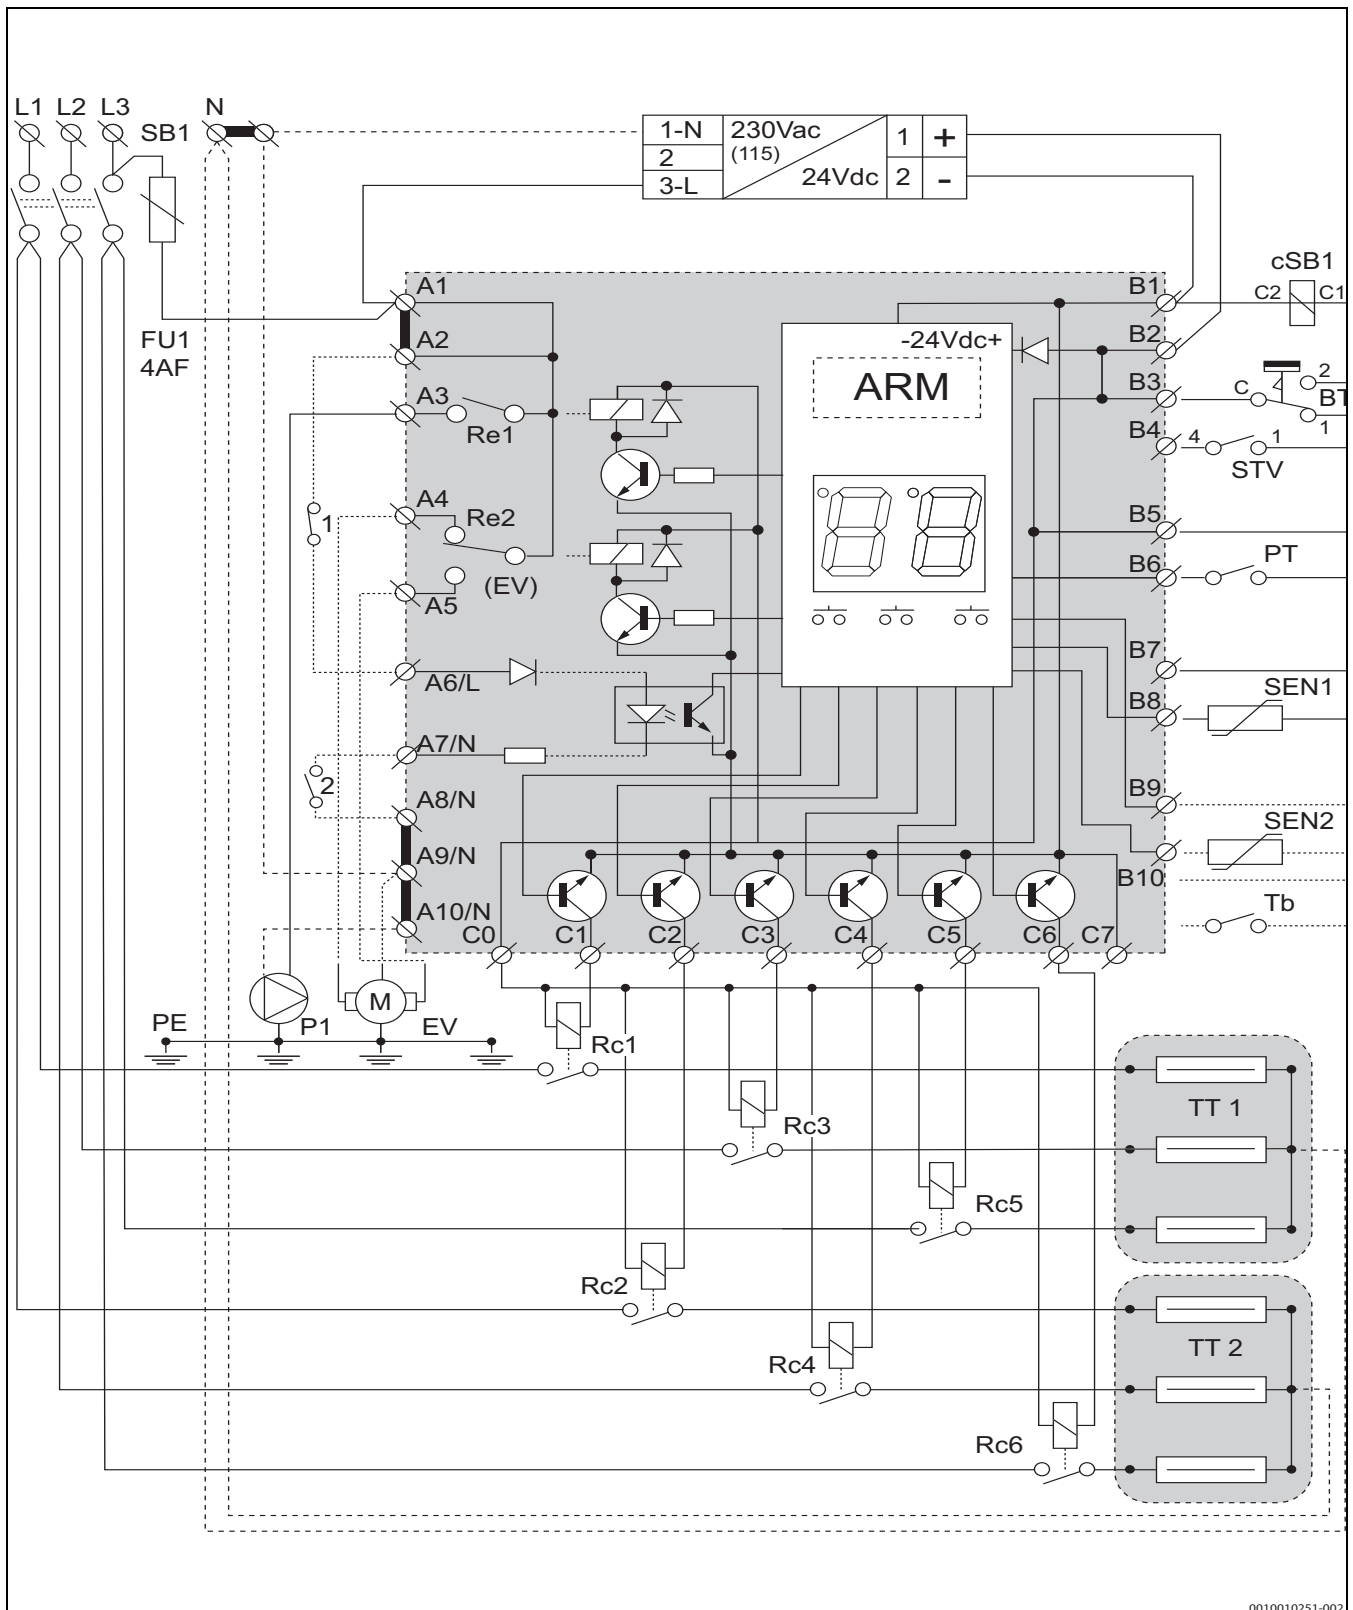 L1 L2 L3 SB1 N
1-N 230Vac 1 +
2 (115)
3-L 24Vdc 2 -
cSB1
A1 B1 C2 C1
FU1 A2 -24Vdc+ B2
4AF
ARM
A3 B3 C 2
Re1 BT
B4 4 1 1
STV
A4 Re2 B5
1
B6 PT
(EV)
A5
B7
A6/L SEN1
B8
A7/N
2
A8/N B9
SEN2
A9/N
B10
A10/N Tb
C0 C1 C2 C3 C4 C5 C6 C7
M
PE P1 EV
Rc1
TT 1
Rc3
Rc5
Rc2
TT 2
Rc4
Rc6
0010010251-002